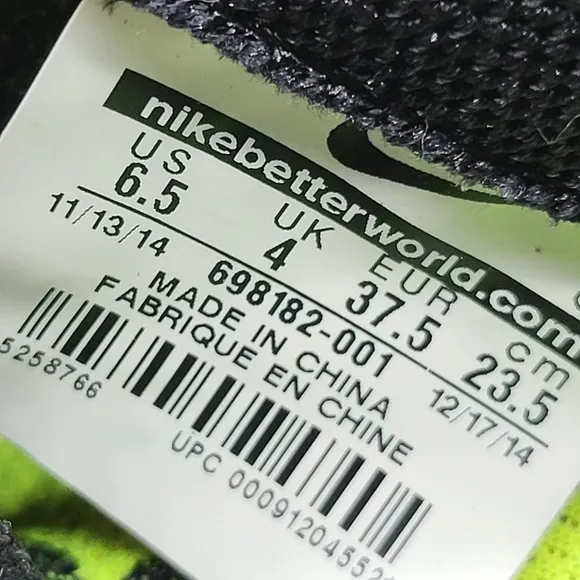 nikebetterworld.com
US UK EUR cm
6.5 4 37.5 23.5
11/13/14 698182-001 12/17/14
MADE IN CHINA
FABRIQUE EN CHINE
5258766
UPC 00091204552